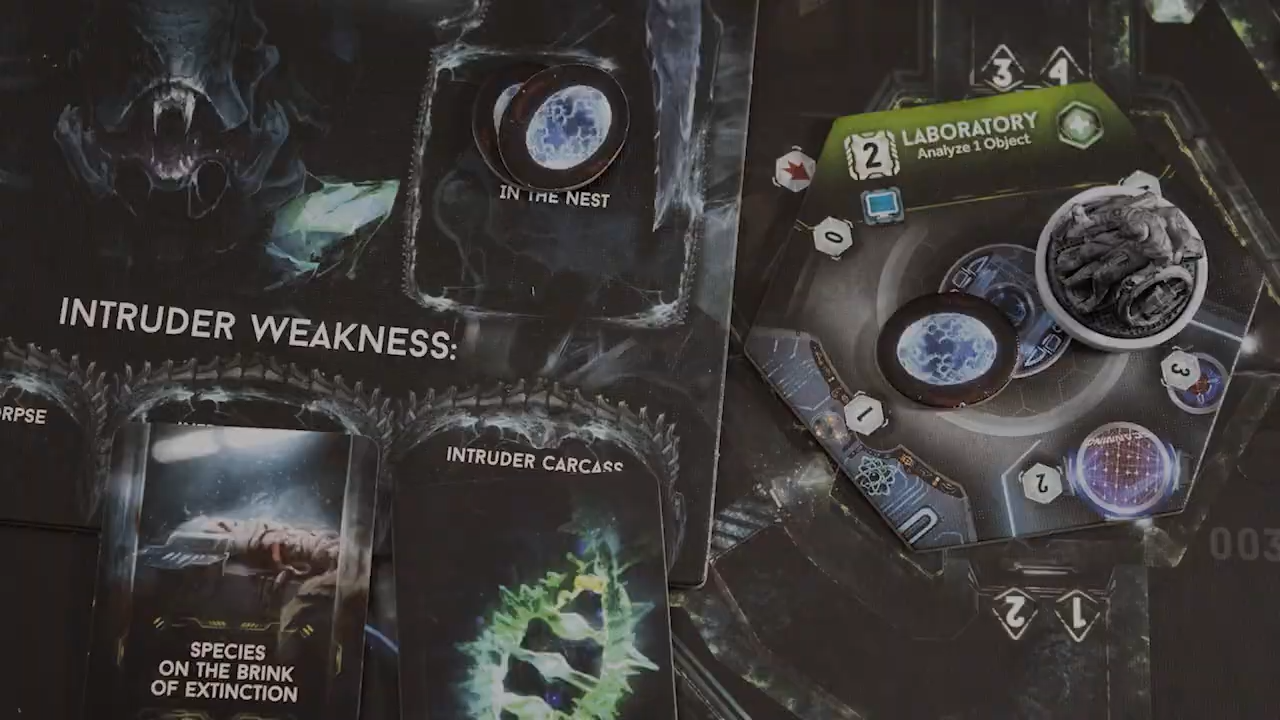 3 4
2
LABORATORY
Analyze 1 Object
IN THE NEST
0
INTRUDER WEAKNESS:
3
1
INTRUDER CARCASS
2
003
2 1
SPECIES
ON THE BRINK
OF EXTINCTION